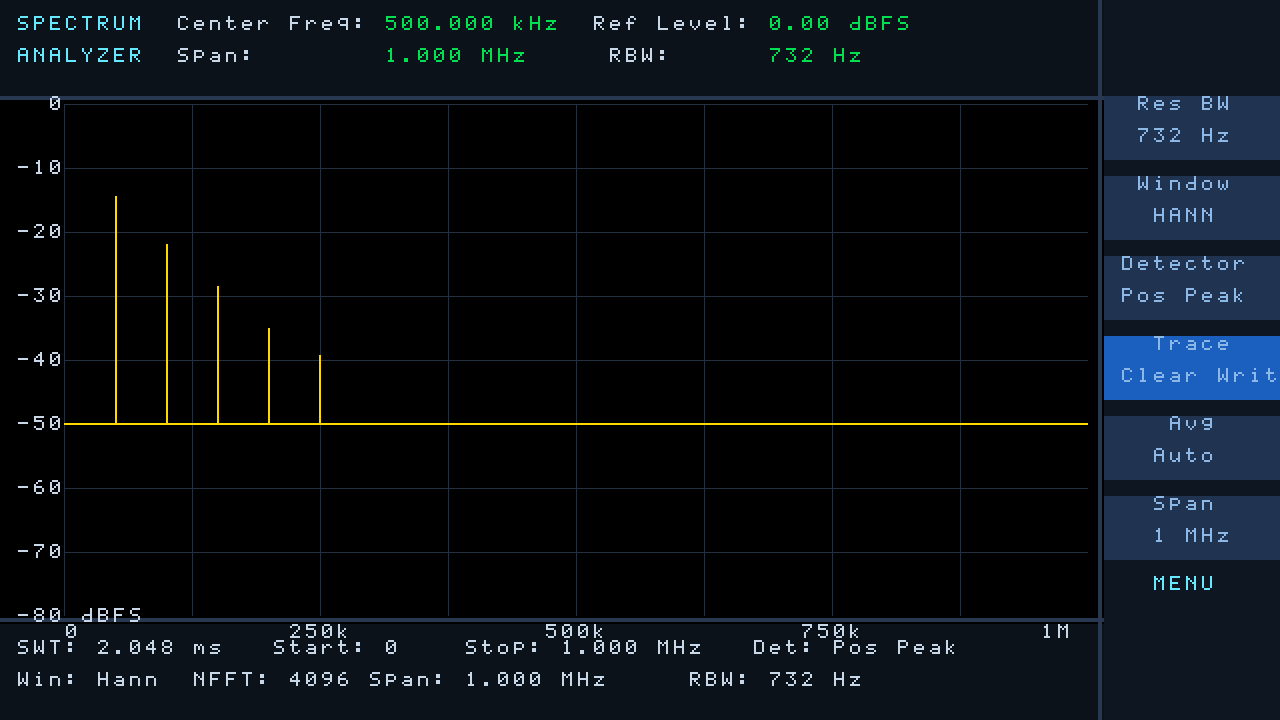 SPECTRUM Center Freq: 500.000 kHz Ref Level: 0.00 dBFS
ANALYZER Span: 1.000 MHz RBW: 732 Hz
0
-10
-20
-30
-40
-50
-60
-70
-80 dBFS
0 250k 500k 750k 1M
Res BW
732 Hz
Window
HANN
Detector
Pos Peak
Trace
Clear Writ
Avg
Auto
Span
1 MHz
MENU
SWT: 2.048 ms Start: 0 Stop: 1.000 MHz Det: Pos Peak
Win: Hann NFFT: 4096 Span: 1.000 MHz RBW: 732 Hz